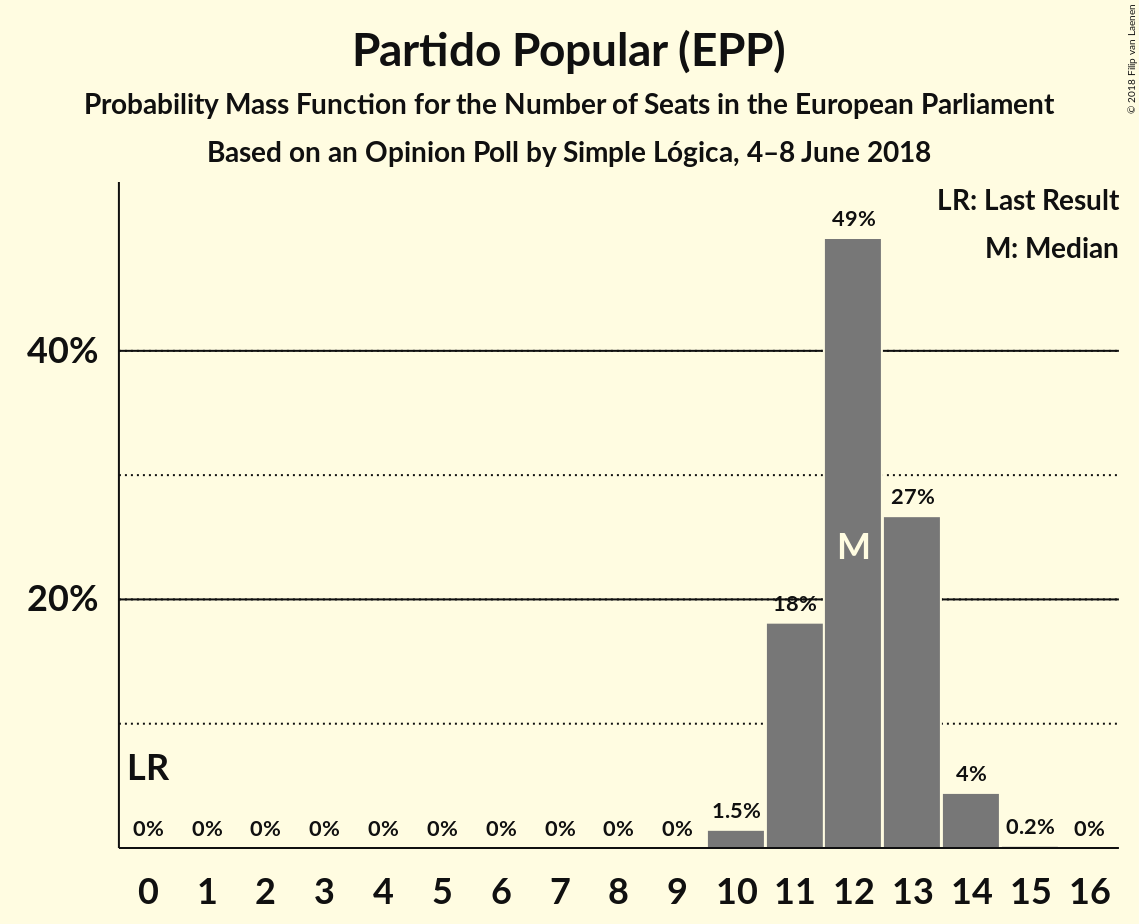 Partido Popular (EPP)
Probability Mass Function for the Number of Seats in the European Parliament
Based on an Opinion Poll by Simple Lógica, 4–8 June 2018
© 2018 Filip van Laenen
LR: Last Result
M: Median
49%
40%
27%
M
20%
18%
LR
4%
1.5%
0.2%
0% 0% 0% 0% 0% 0% 0% 0% 0% 0% 0%
0 1 2 3 4 5 6 7 8 9 10 11 12 13 14 15 16